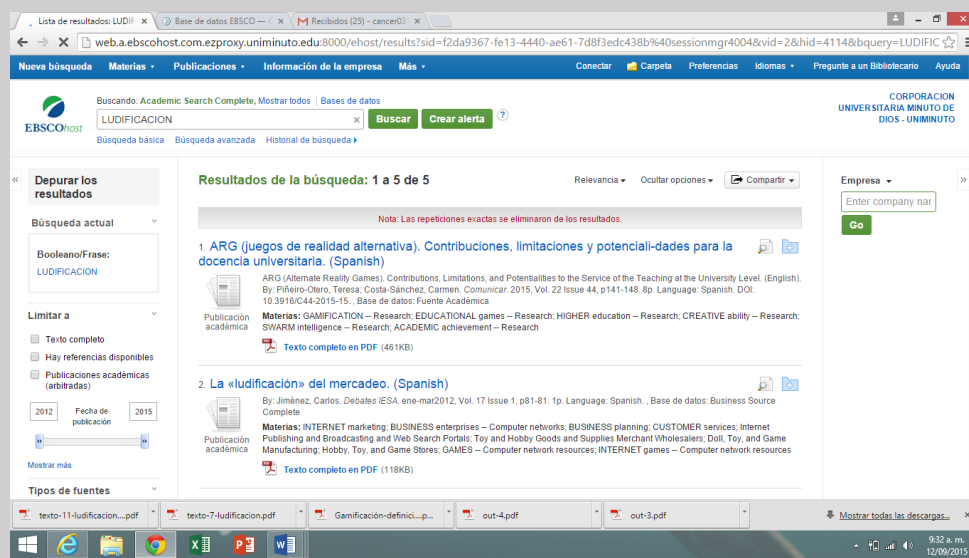 Lista de resultados: LUDIF × Base de datos EBSCO — × Recibidos (25) - cancer03 ×
web.a.ebscohost.com.ezproxy.uniminuto.edu:8000/ehost/results?sid=f2da9367-fe13-4440-ae61-7d8f3edc438b%40sessionmgr4004&vid=2&hid=4114&bquery=LUDIFIC
Nueva búsqueda Materias Publicaciones Información de la empresa Más Conectar Carpeta Preferencias Idiomas Pregunte a un Bibliotecario Ayuda
EBSCOhost
Buscando: Academic Search Complete, Mostrar todos | Bases de datos
LUDIFICACION × Buscar Crear alerta ?
Búsqueda básica Búsqueda avanzada Historial de búsqueda
CORPORACION
UNIVERSITARIA MINUTO DE
DIOS - UNIMINUTO
« Depurar los
resultados
Búsqueda actual
Booleano/Frase:
LUDIFICACION
Limitar a
Texto completo
Hay referencias disponibles
Publicaciones académicas
(arbitradas)
2012 Fecha de
publicación 2015
Mostrar más
Tipos de fuentes
Resultados de la búsqueda: 1 a 5 de 5 Relevancia Ocultar opciones Compartir
Nota: Las repeticiones exactas se eliminaron de los resultados.
1. ARG (juegos de realidad alternativa). Contribuciones, limitaciones y potenciali-dades para la
docencia universitaria. (Spanish)
Publicación
académica
ARG (Alternate Reality Games). Contributions, Limitations, and Potentialities to the Service of the Teaching at the University Level. (English).
By: Piñeiro-Otero, Teresa; Costa-Sánchez, Carmen. Comunicar. 2015, Vol. 22 Issue 44, p141-148. 8p. Language: Spanish. DOI:
10.3916/C44-2015-15. , Base de datos: Fuente Académica
Materias: GAMIFICATION -- Research; EDUCATIONAL games -- Research; HIGHER education -- Research; CREATIVE ability -- Research;
SWARM intelligence -- Research; ACADEMIC achievement -- Research
Texto completo en PDF (461KB)
2. La «ludificación» del mercadeo. (Spanish)
Publicación
académica
By: Jiménez, Carlos. Debates IESA. ene-mar2012, Vol. 17 Issue 1, p81-81. 1p. Language: Spanish. , Base de datos: Business Source
Complete
Materias: INTERNET marketing; BUSINESS enterprises -- Computer networks; BUSINESS planning; CUSTOMER services; Internet
Publishing and Broadcasting and Web Search Portals; Toy and Hobby Goods and Supplies Merchant Wholesalers; Doll, Toy, and Game
Manufacturing; Hobby, Toy, and Game Stores; GAMES -- Computer network resources; INTERNET games -- Computer network resources
Texto completo en PDF (118KB)
Empresa »
Enter company nar
Go
texto-11-ludificacion....pdf texto-7-ludificacion.pdf Gamificación-definici....p... out-4.pdf out-3.pdf Mostrar todas las descargas... ×
9:32 a. m.
12/09/2015